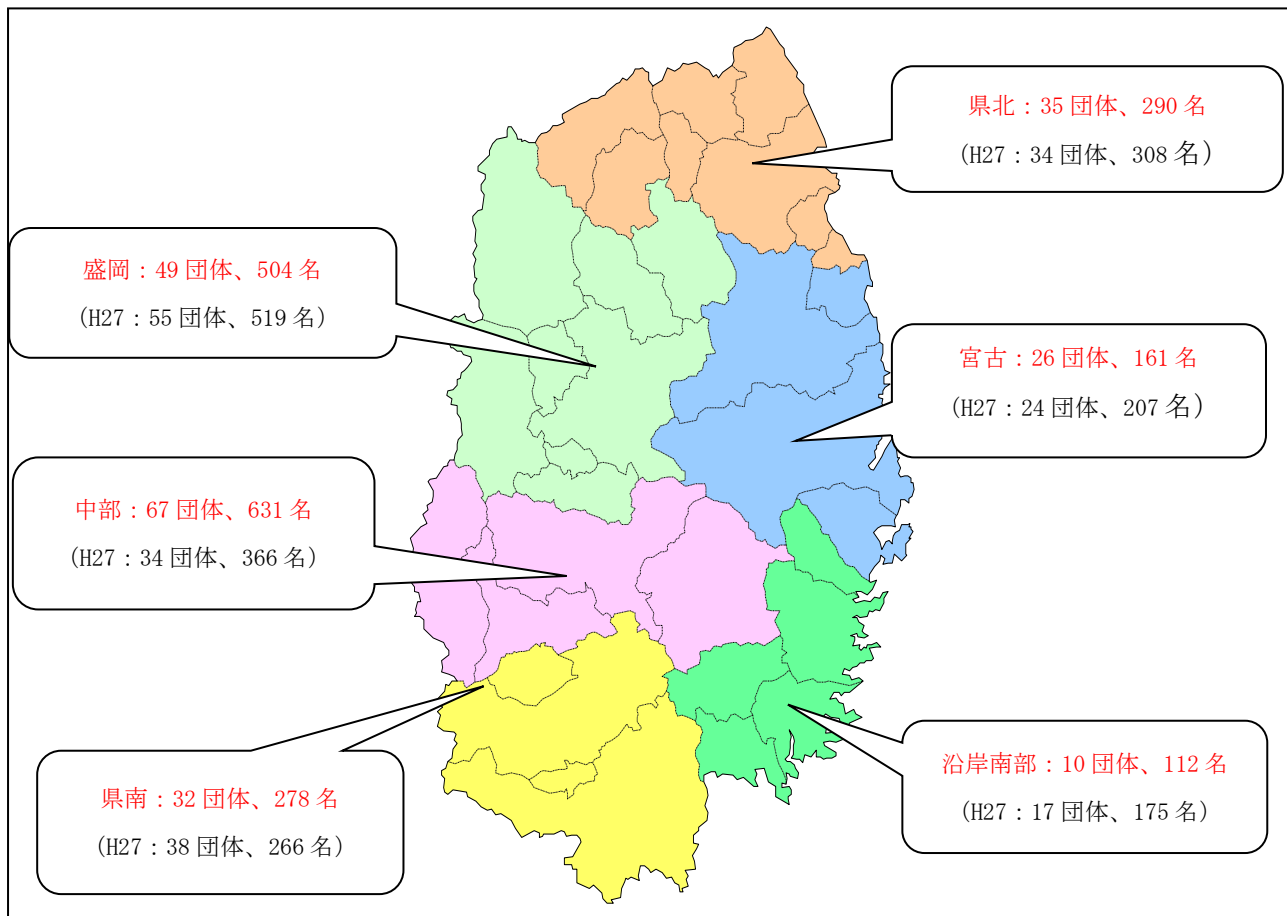 県北：35 団体、290 名
(H27：34 団体、308 名)
盛岡：49 団体、504 名
(H27：55 団体、519 名)
宮古：26 団体、161 名
(H27：24 団体、207 名)
中部：67 団体、631 名
(H27：34 団体、366 名)
県南：32 団体、278 名
(H27：38 団体、266 名)
沿岸南部：10 団体、112 名
(H27：17 団体、175 名)